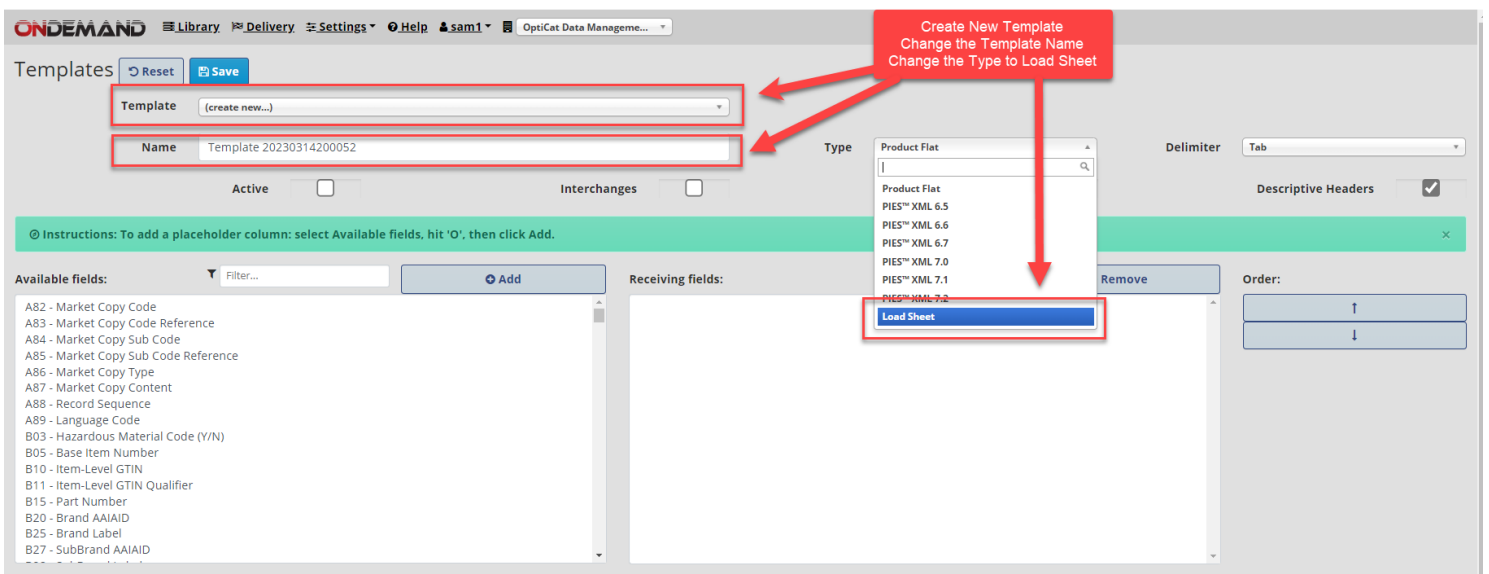 ONDEMAND Library Delivery Settings Help sam1 OptiCat Data Manageme...
Create New Template
Change the Template Name
Change the Type to Load Sheet
Templates Reset Save
Template (create new...)
Name Template 20230314200052 Type Product Flat Delimiter Tab
Active Interchanges Descriptive Headers
Product Flat
PIES™ XML 6.5
PIES™ XML 6.6
PIES™ XML 6.7
PIES™ XML 7.0
PIES™ XML 7.1
PIES™ XML 7.2
Load Sheet
Instructions: To add a placeholder column: select Available fields, hit 'O', then click Add. ×
Available fields: Filter... Add Receiving fields: Remove Order:
A82 - Market Copy Code
A83 - Market Copy Code Reference
A84 - Market Copy Sub Code
A85 - Market Copy Sub Code Reference
A86 - Market Copy Type
A87 - Market Copy Content
A88 - Record Sequence
A89 - Language Code
B03 - Hazardous Material Code (Y/N)
B05 - Base Item Number
B10 - Item-Level GTIN
B11 - Item-Level GTIN Qualifier
B15 - Part Number
B20 - Brand AAIAID
B25 - Brand Label
B27 - SubBrand AAIAID